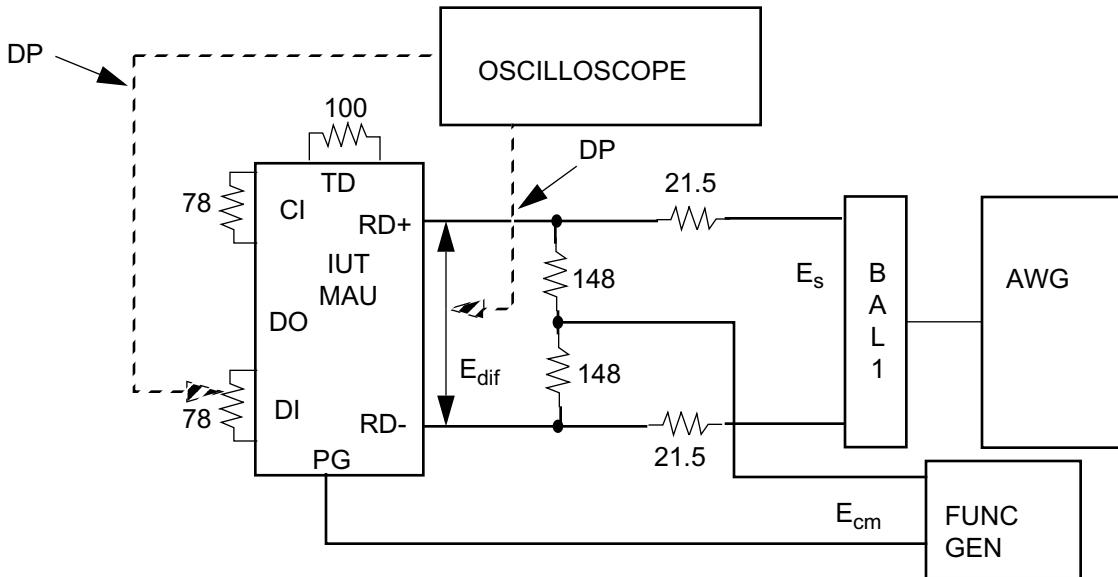 DP
OSCILLOSCOPE
100
DP
TD
78
CI
21.5
RD+
IUT
MAU
148
E_s
B
A
L
1
AWG
DO
E_dif
148
78
DI
RD-
PG
21.5
E_cm
FUNC
GEN